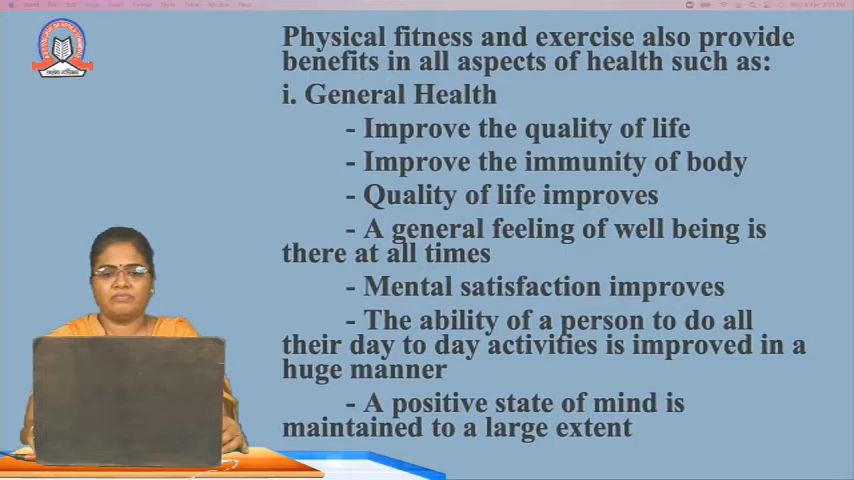 Physical fitness and exercise also provide
benefits in all aspects of health such as:
i. General Health
- Improve the quality of life
- Improve the immunity of body
- Quality of life improves
- A general feeling of well being is
there at all times
- Mental satisfaction improves
- The ability of a person to do all
their day to day activities is improved in a
huge manner
- A positive state of mind is
maintained to a large extent